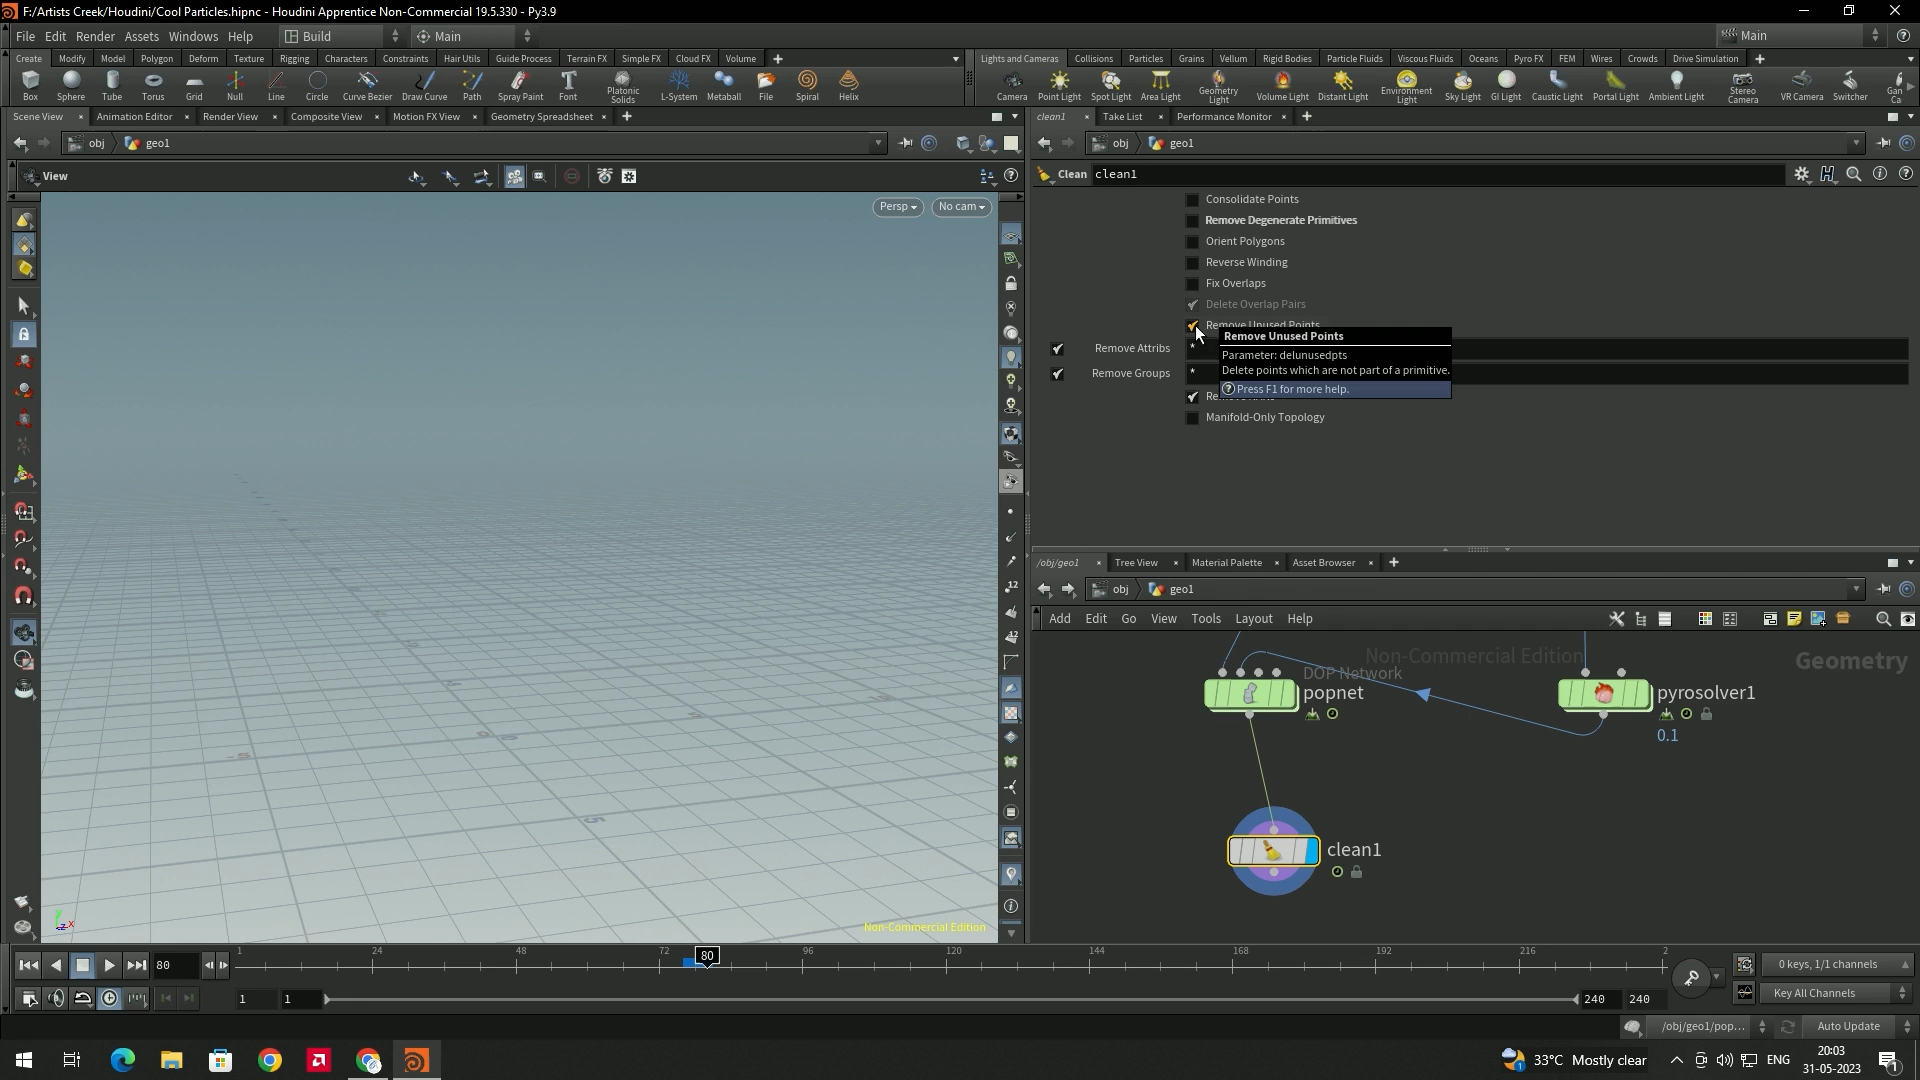 F:/Artists Creek/Houdini/Cool Particles.hipnc - Houdini Apprentice Non-Commercial 19.5.330 - Py3.9
File Edit Render Assets Windows Help Build Main Main
Create Modify Model Polygon Deform Texture Rigging Characters Constraints Hair Utils Guide Process Terrain FX Simple FX Cloud FX Volume
Lights and Cameras Collisions Particles Grains Vellum Rigid Bodies Particle Fluids Viscous Fluids Oceans Pyro FX FEM Wires Crowds Drive Simulation
Box Sphere Tube Torus Grid Null Line Circle Curve Bezier Draw Curve Path Spray Paint Font Platonic Solids L-System Metaball File Spiral Helix
Camera Point Light Spot Light Area Light Geometry Light Volume Light Distant Light Environment Light Sky Light GI Light Caustic Light Portal Light Ambient Light Stereo Camera VR Camera Switcher Gan Ca
Scene View Animation Editor Render View Composite View Motion FX View Geometry Spreadsheet
clean1 Take List Performance Monitor
obj geo1
obj geo1
View
Clean clean1
Persp No cam
Consolidate Points
Remove Degenerate Primitives
Orient Polygons
Reverse Winding
Fix Overlaps
Delete Overlap Pairs
Remove Unused Points
Remove Unused Points
Remove Attribs *
Parameter: delunusedpts
Delete points which are not part of a primitive.
Remove Groups *
Press F1 for more help.
Manifold-Only Topology
/obj/geo1 Tree View Material Palette Asset Browser
obj geo1
Add Edit Go View Tools Layout Help
Non-Commercial Edition
Geometry
DOP Network
popnet
pyrosolver1
0.1
clean1
Non-Commercial Edition
1 24 48 72 96 120 144 168 192 216 2
80
80
0 keys, 1/1 channels
1 1 240 240
Key All Channels
/obj/geo1/pop... Auto Update
33°C Mostly clear ENG
20:03
31-05-2023
1